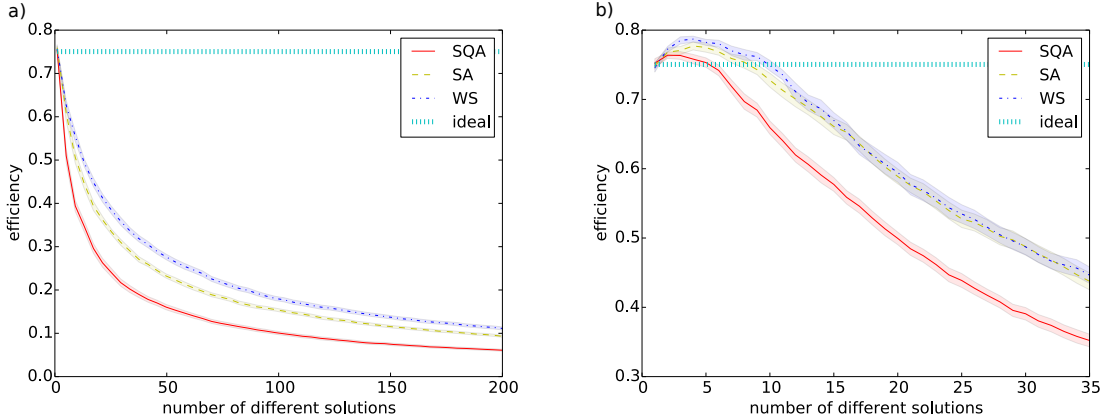 a)
efficiency
0.8
0.7
0.6
0.5
0.4
0.3
0.2
0.1
0.0
0 50 100 150 200
number of different solutions
SQA
SA
WS
ideal
b)
efficiency
0.8
0.7
0.6
0.5
0.4
0.3
0 5 10 15 20 25 30 35
number of different solutions
SQA
SA
WS
ideal